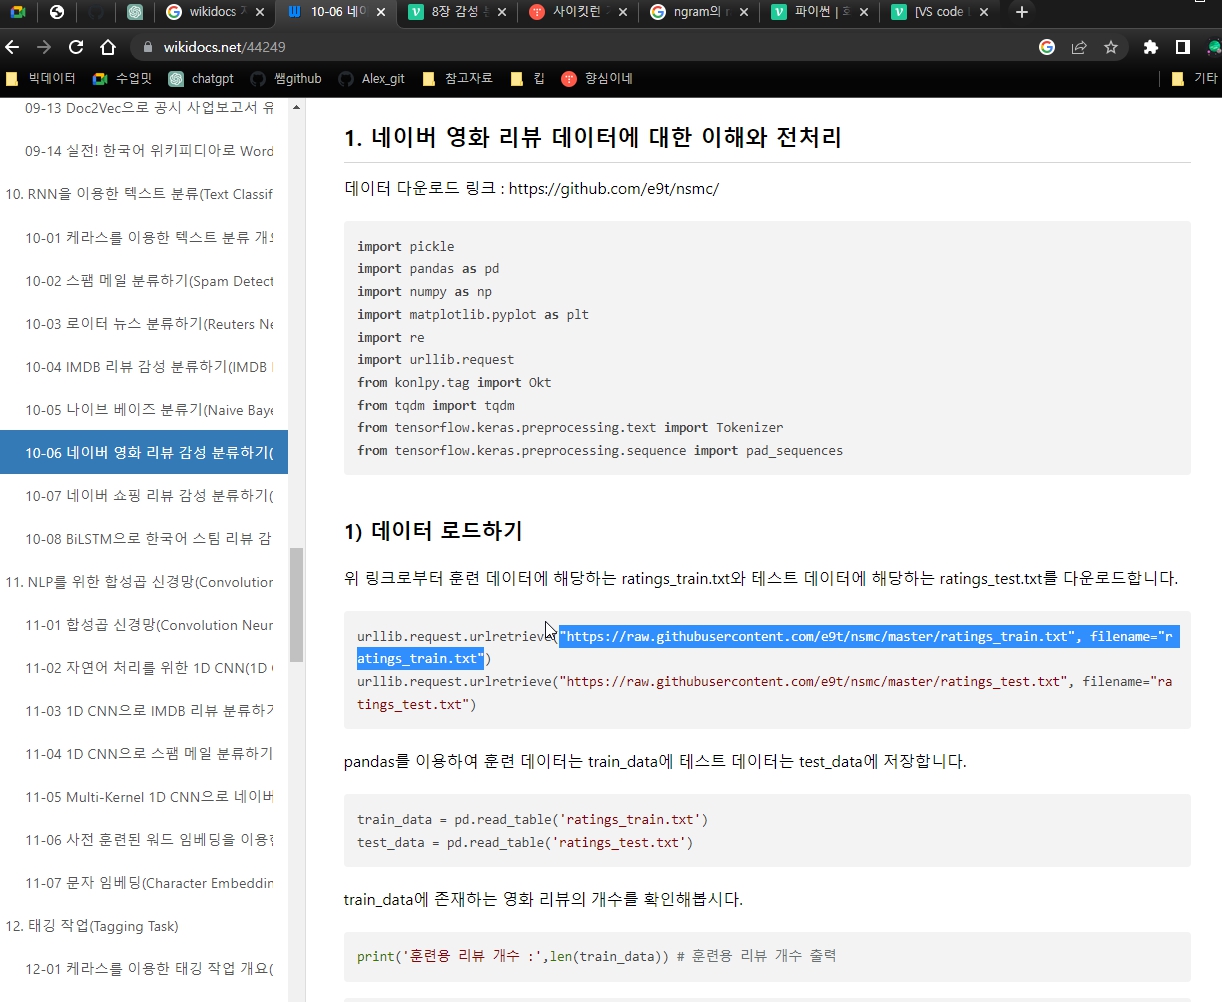 wikidocs
10-06 네이
8장 감성 분
사이킷런
ngram의
파이썬 |
[VS code
wikidocs.net/44249
빅데이터
수업밋
chatgpt
쌤github
Alex_git
참고자료
킵
향심이네
기타
09-13 Doc2Vec으로 공시 사업보고서 유
09-14 실전! 한국어 위키피디아로 Word
10. RNN을 이용한 텍스트 분류(Text Classif
10-01 케라스를 이용한 텍스트 분류 개요
10-02 스팸 메일 분류하기(Spam Detect
10-03 로이터 뉴스 분류하기(Reuters Ne
10-04 IMDB 리뷰 감성 분류하기(IMDB
10-05 나이브 베이즈 분류기(Naive Baye
10-06 네이버 영화 리뷰 감성 분류하기(
10-07 네이버 쇼핑 리뷰 감성 분류하기(
10-08 BiLSTM으로 한국어 스팀 리뷰 감
11. NLP를 위한 합성곱 신경망(Convolution
11-01 합성곱 신경망(Convolution Neur
11-02 자연어 처리를 위한 1D CNN(1D
11-03 1D CNN으로 IMDB 리뷰 분류하기
11-04 1D CNN으로 스팸 메일 분류하기
11-05 Multi-Kernel 1D CNN으로 네이버
11-06 사전 훈련된 워드 임베딩을 이용한
11-07 문자 임베딩(Character Embeddin
12. 태깅 작업(Tagging Task)
12-01 케라스를 이용한 태깅 작업 개요(
1. 네이버 영화 리뷰 데이터에 대한 이해와 전처리
데이터 다운로드 링크 : https://github.com/e9t/nsmc/
import pickle
import pandas as pd
import numpy as np
import matplotlib.pyplot as plt
import re
import urllib.request
from konlpy.tag import Okt
from tqdm import tqdm
from tensorflow.keras.preprocessing.text import Tokenizer
from tensorflow.keras.preprocessing.sequence import pad_sequences
1) 데이터 로드하기
위 링크로부터 훈련 데이터에 해당하는 ratings_train.txt와 테스트 데이터에 해당하는 ratings_test.txt를 다운로드합니다.
urllib.request.urlretrieve("https://raw.githubusercontent.com/e9t/nsmc/master/ratings_train.txt", filename="r
atings_train.txt")
urllib.request.urlretrieve("https://raw.githubusercontent.com/e9t/nsmc/master/ratings_test.txt", filename="ra
tings_test.txt")
pandas를 이용하여 훈련 데이터는 train_data에 테스트 데이터는 test_data에 저장합니다.
train_data = pd.read_table('ratings_train.txt')
test_data = pd.read_table('ratings_test.txt')
train_data에 존재하는 영화 리뷰의 개수를 확인해봅시다.
print('훈련용 리뷰 개수 :',len(train_data)) # 훈련용 리뷰 개수 출력